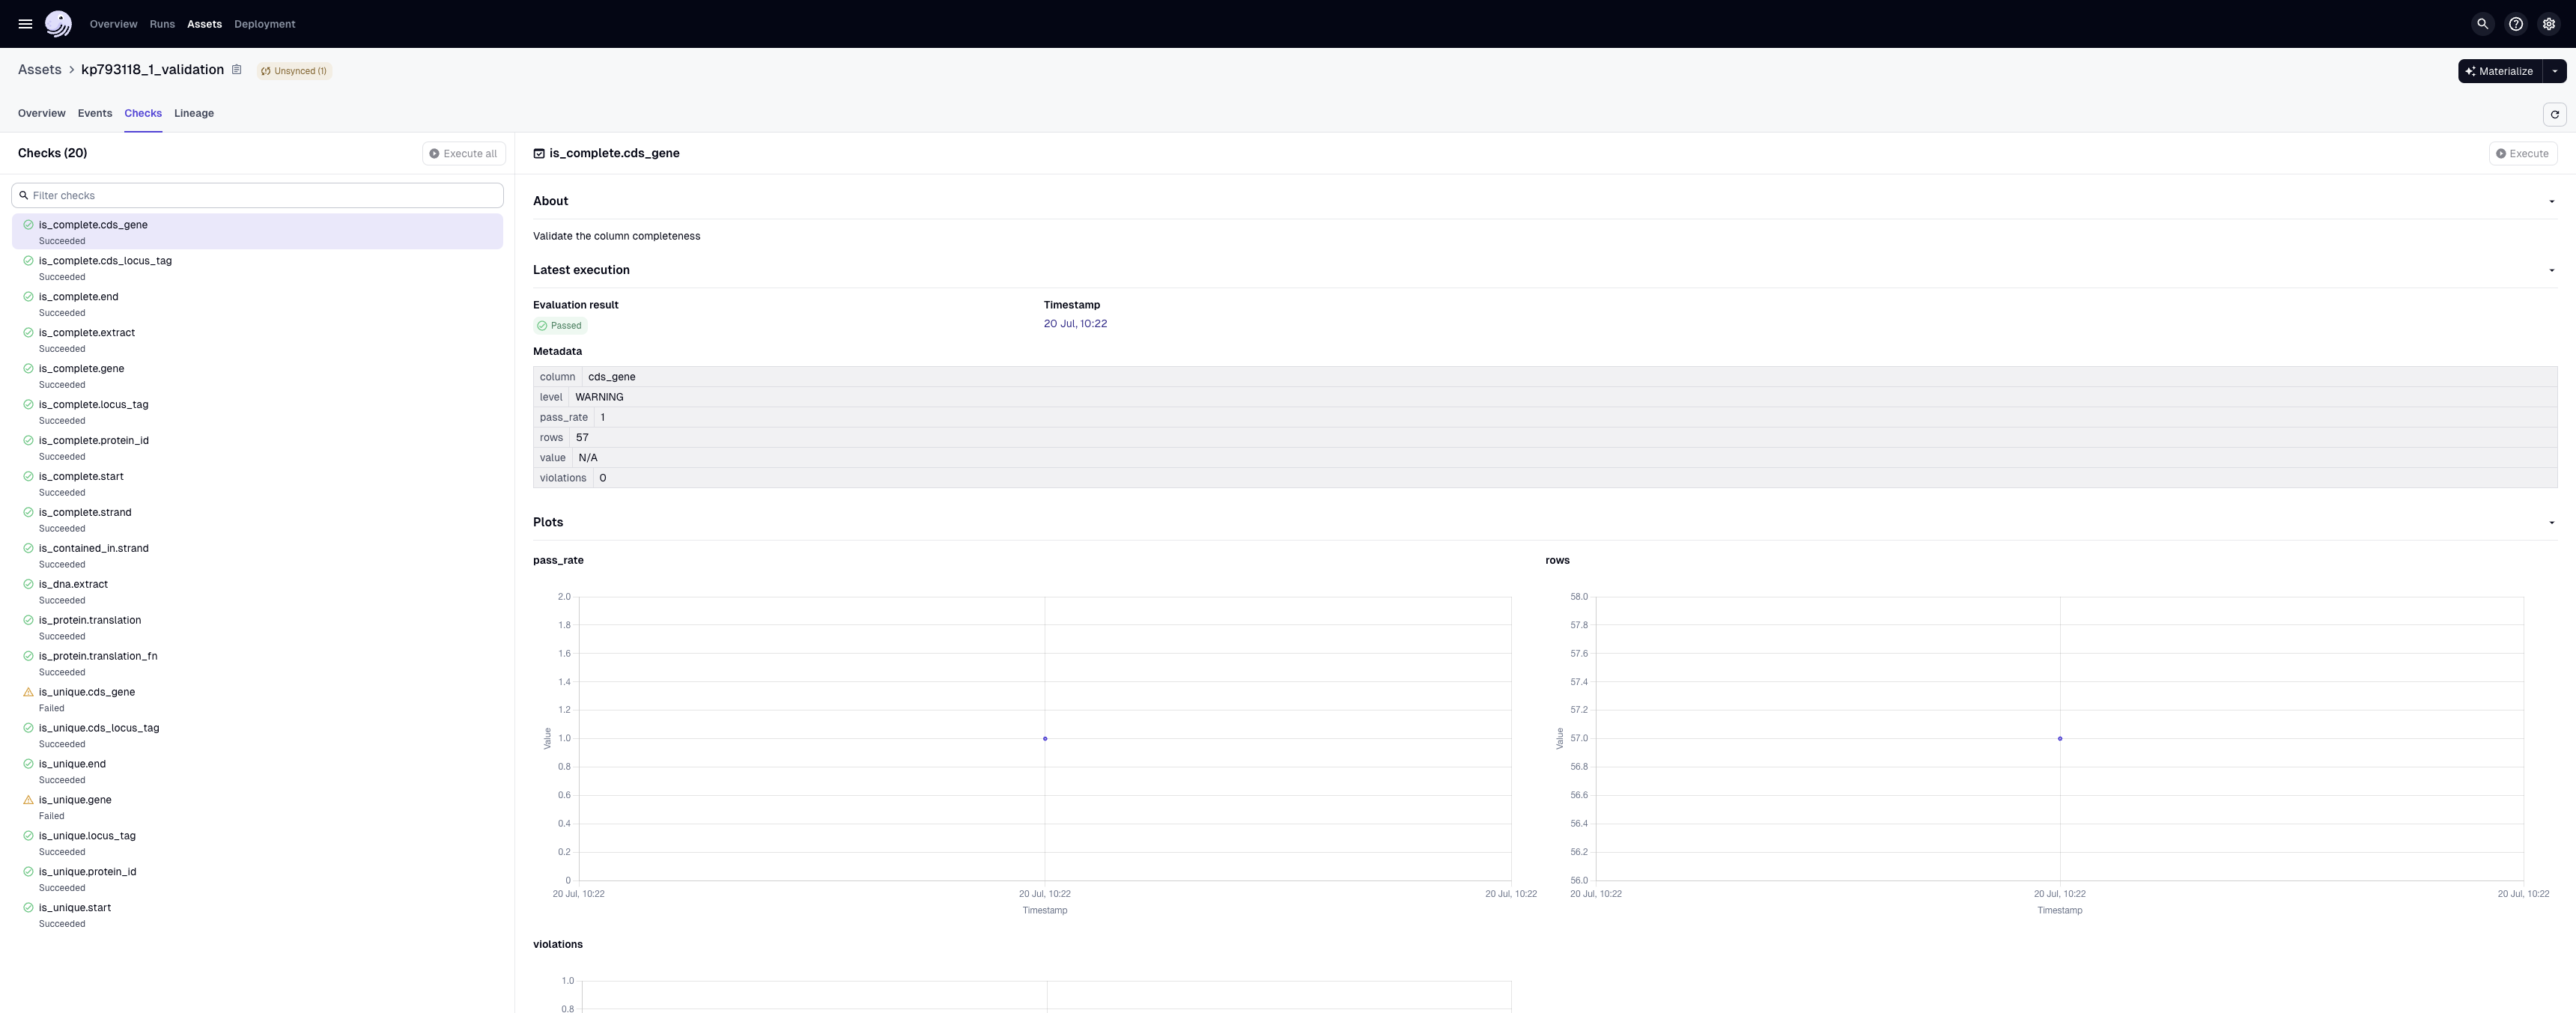 Overview Runs Assets Deployment
Assets > kp793118_1_validation Unsynced (1) Materialize
Overview Events Checks Lineage
Checks (20) Execute all
Filter checks
is_complete.cds_gene
Succeeded
is_complete.cds_locus_tag
Succeeded
is_complete.end
Succeeded
is_complete.extract
Succeeded
is_complete.gene
Succeeded
is_complete.locus_tag
Succeeded
is_complete.protein_id
Succeeded
is_complete.start
Succeeded
is_complete.strand
Succeeded
is_contained_in.strand
Succeeded
is_dna.extract
Succeeded
is_protein.translation
Succeeded
is_protein.translation_fn
Succeeded
is_unique.cds_gene
Failed
is_unique.cds_locus_tag
Succeeded
is_unique.end
Succeeded
is_unique.gene
Failed
is_unique.locus_tag
Succeeded
is_unique.protein_id
Succeeded
is_unique.start
Succeeded
is_complete.cds_gene Execute
About
Validate the column completeness
Latest execution
Evaluation result Timestamp
Passed 20 Jul, 10:22
Metadata
column cds_gene
level WARNING
pass_rate 1
rows 57
value N/A
violations 0
Plots
pass_rate
2.0
1.8
1.6
1.4
1.2
1.0
0.8
0.6
0.4
0.2
0
Value
20 Jul, 10:22 20 Jul, 10:22 20 Jul, 10:22
Timestamp
rows
58.0
57.8
57.6
57.4
57.2
57.0
56.8
56.6
56.4
56.2
56.0
Value
20 Jul, 10:22 20 Jul, 10:22 20 Jul, 10:22
Timestamp
violations
1.0
0.8